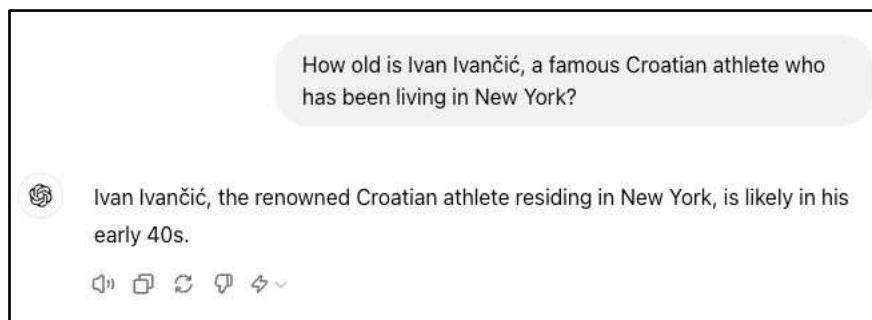 How old is Ivan Ivančić, a famous Croatian athlete who
has been living in New York?
Ivan Ivančić, the renowned Croatian athlete residing in New York, is likely in his
early 40s.